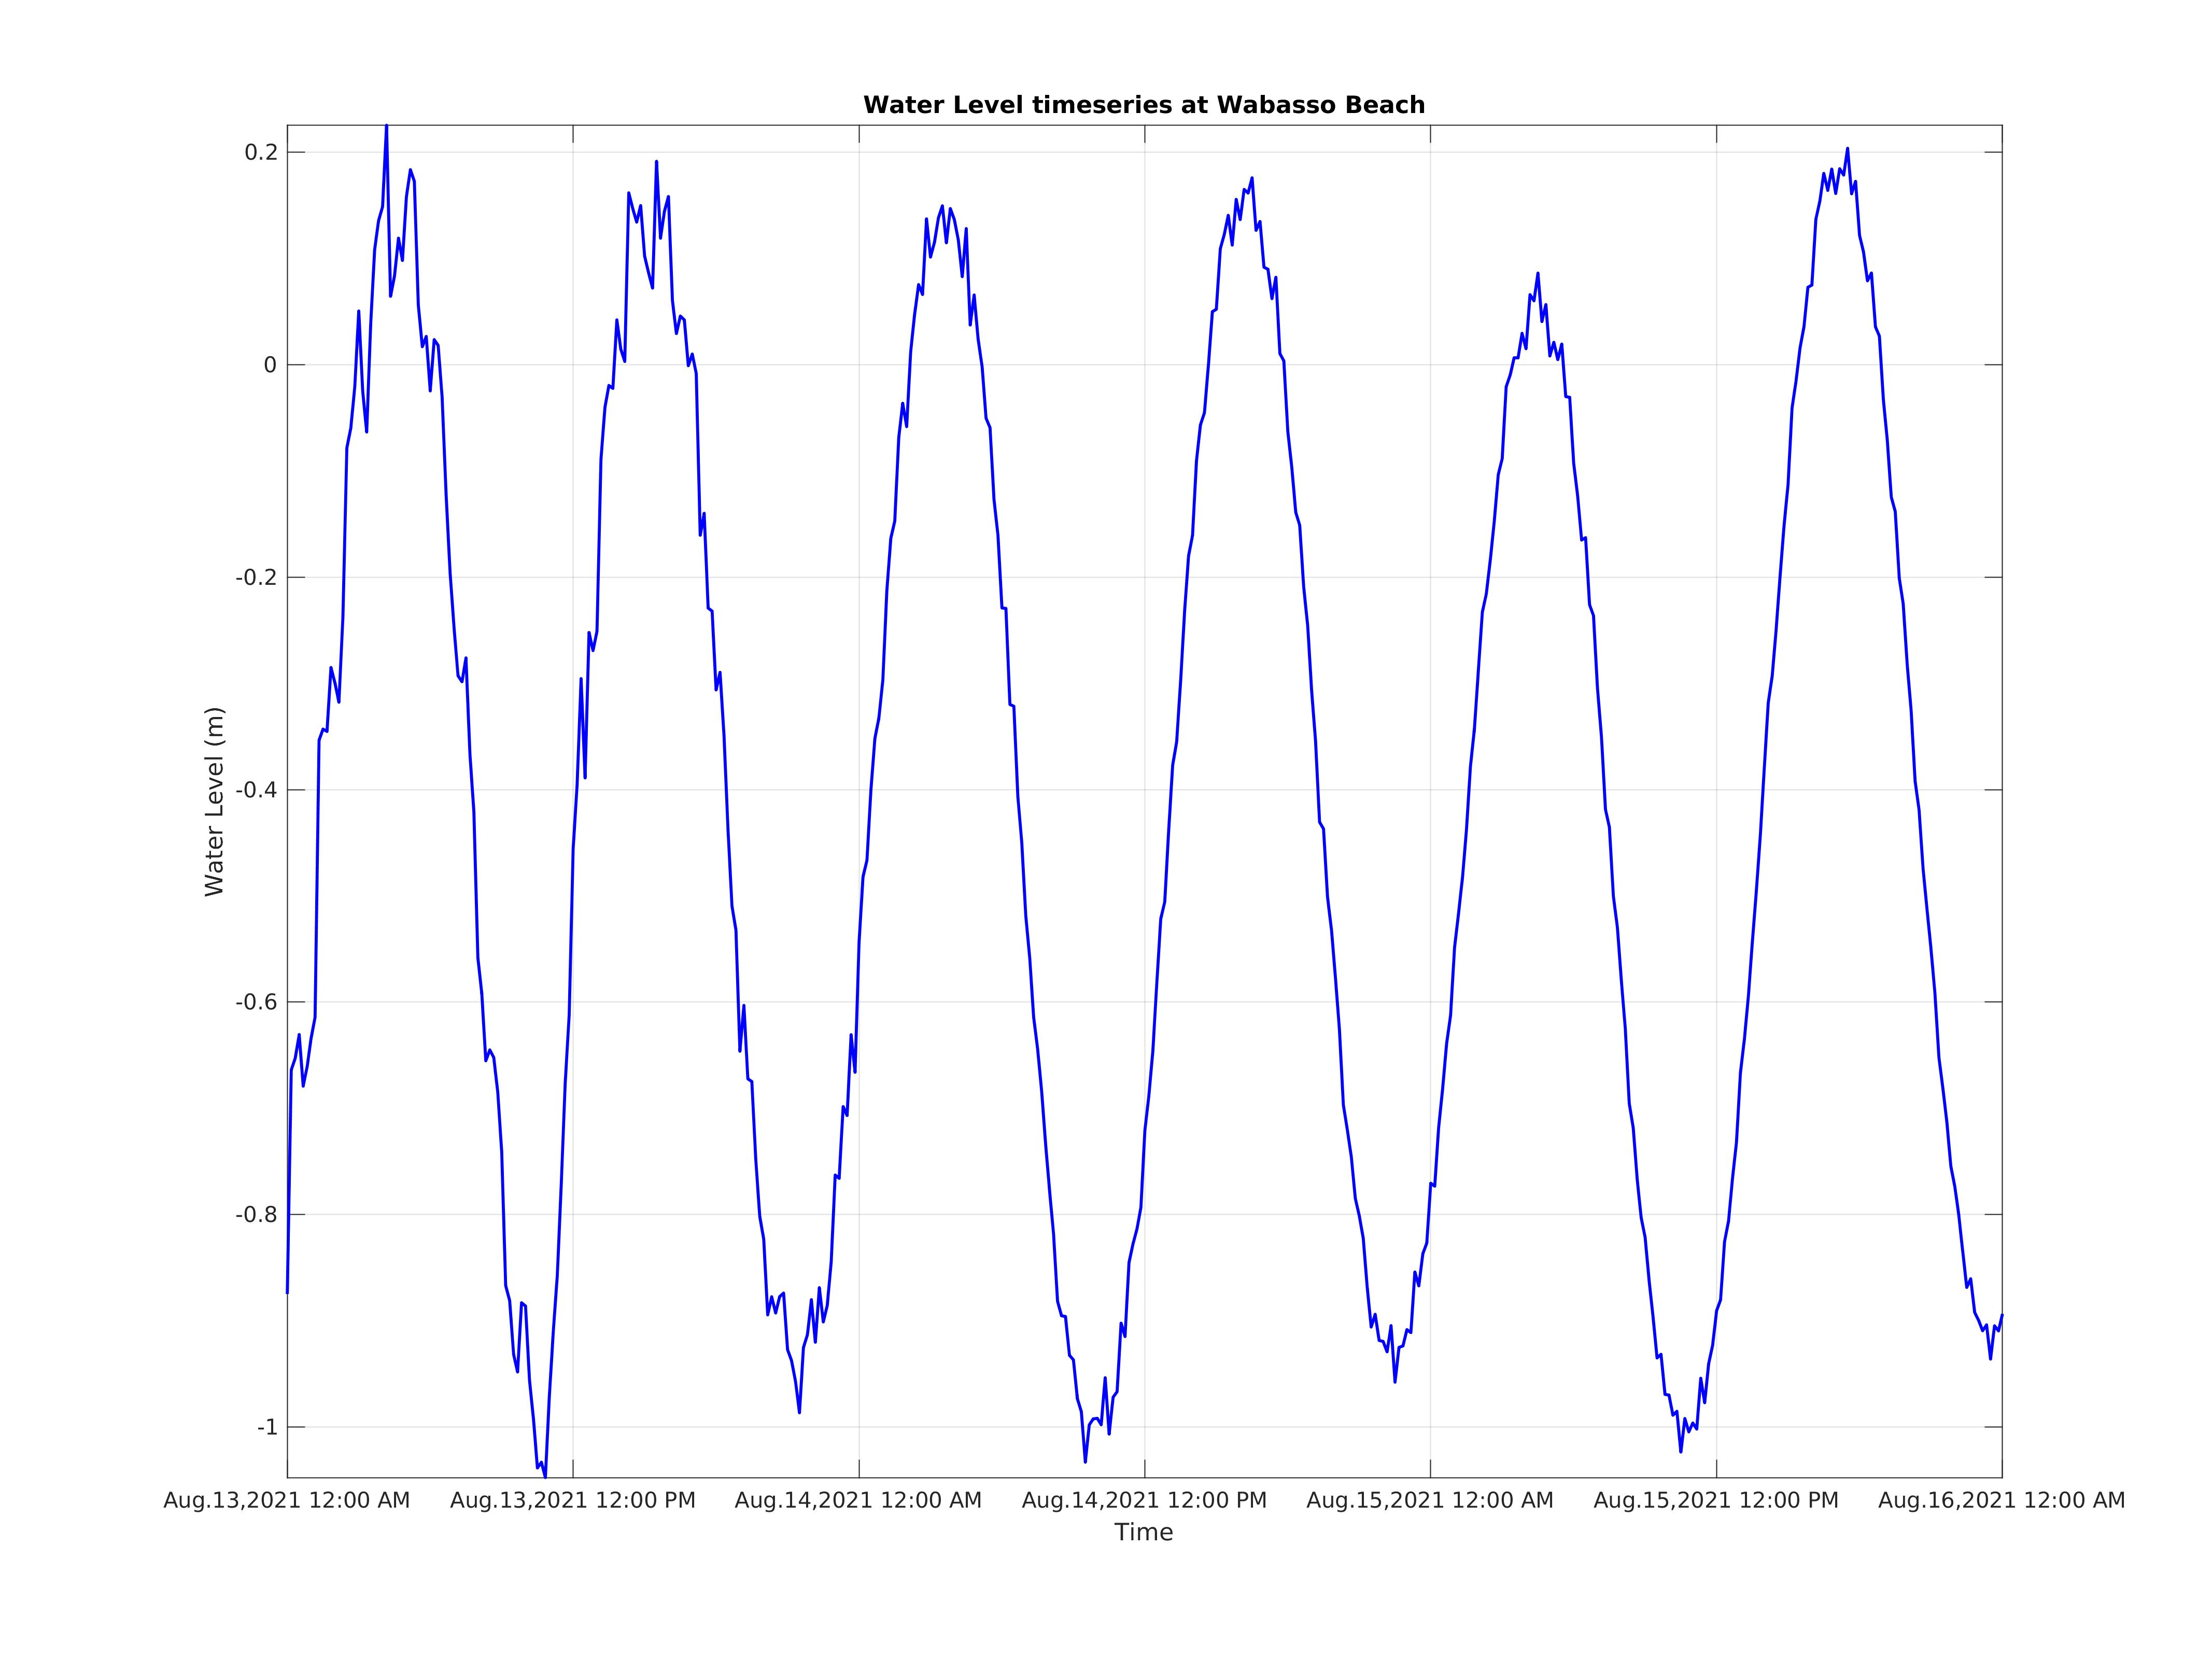 Water Level timeseries at Wabasso Beach
0.2
0
-0.2
-0.4
-0.6
-0.8
-1
Water Level (m)
Aug.13,2021 12:00 AM
Aug.13,2021 12:00 PM
Aug.14,2021 12:00 AM
Aug.14,2021 12:00 PM
Aug.15,2021 12:00 AM
Aug.15,2021 12:00 PM
Aug.16,2021 12:00 AM
Time